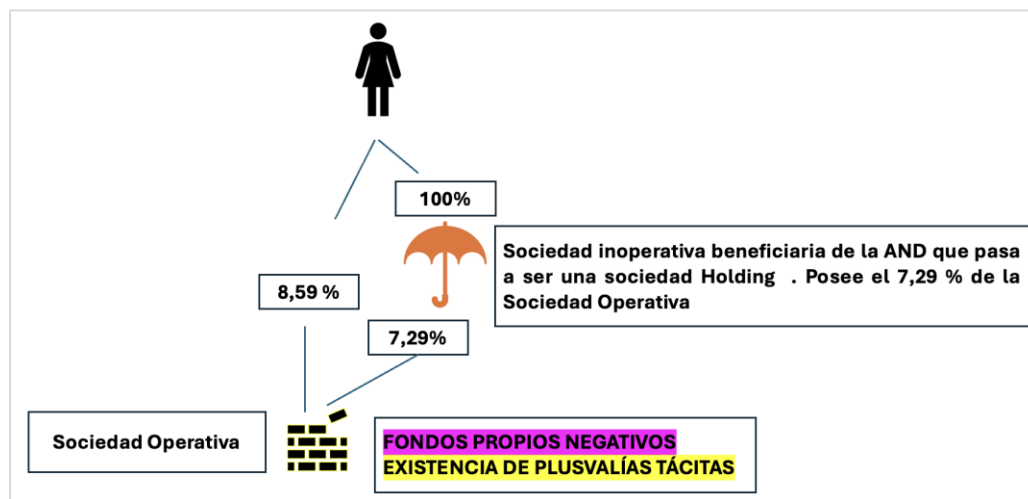 100%
Sociedad inoperativa beneficiaria de la AND que pasa
a ser una sociedad Holding . Posee el 7,29 % de la
Sociedad Operativa
8,59 %
7,29%
Sociedad Operativa
FONDOS PROPIOS NEGATIVOS
EXISTENCIA DE PLUSVALÍAS TÁCITAS